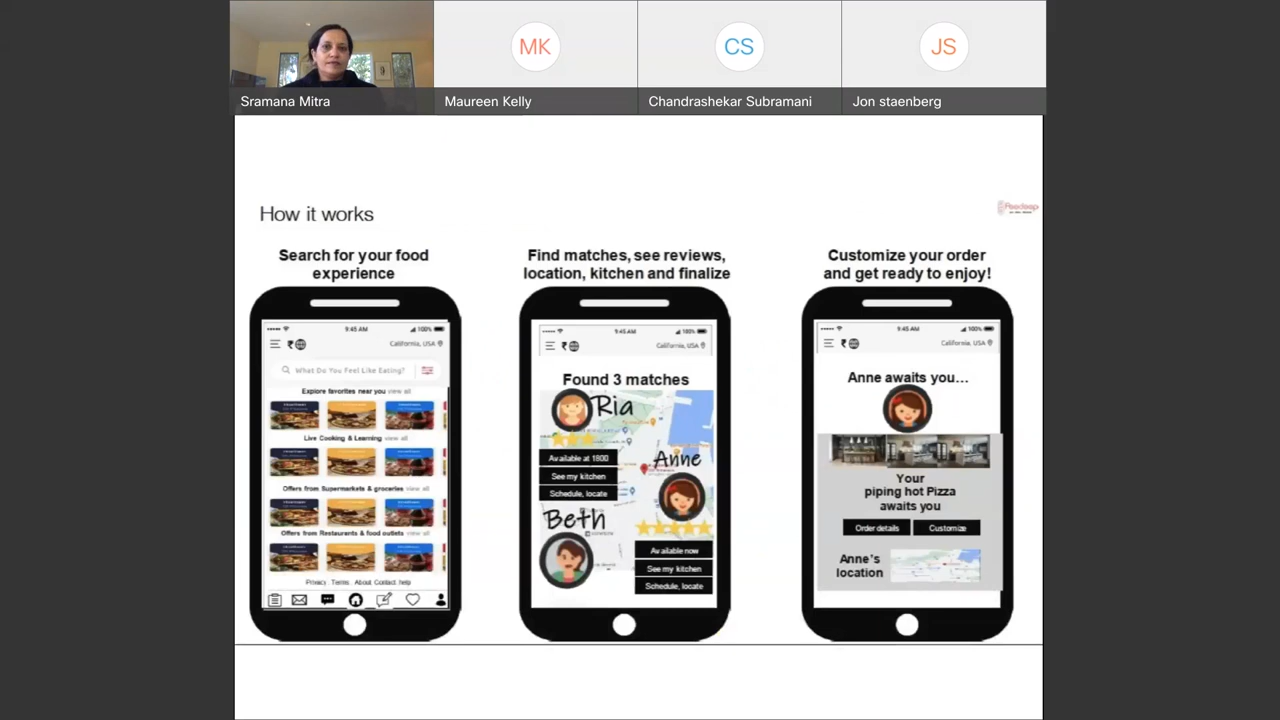 MK
CS
JS
Sramana Mitra
Maureen Kelly
Chandrashekar Subramani
Jon staenberg
How it works
Search for your food
experience
9:45 AM
100%
California, USA
What Do You Feel Like Eating?
Explore favorites near you view all
Live Cooking & Learning view all
Offers from Supermarkets & groceries view all
Offers from Restaurants & food outlets view all
Privacy . Terms . About Contact help
Find matches, see reviews,
location, kitchen and finalize
9:45 AM
100%
California, USA
Found 3 matches
Ria
Available at 1800
See my kitchen
Schedule, locate
Anne
Beth
Available now
See my kitchen
Schedule, locate
Customize your order
and get ready to enjoy!
9:45 AM
100%
California, USA
Anne awaits you...
Your
piping hot Pizza
awaits you
Order details
Customize
Anne's
location